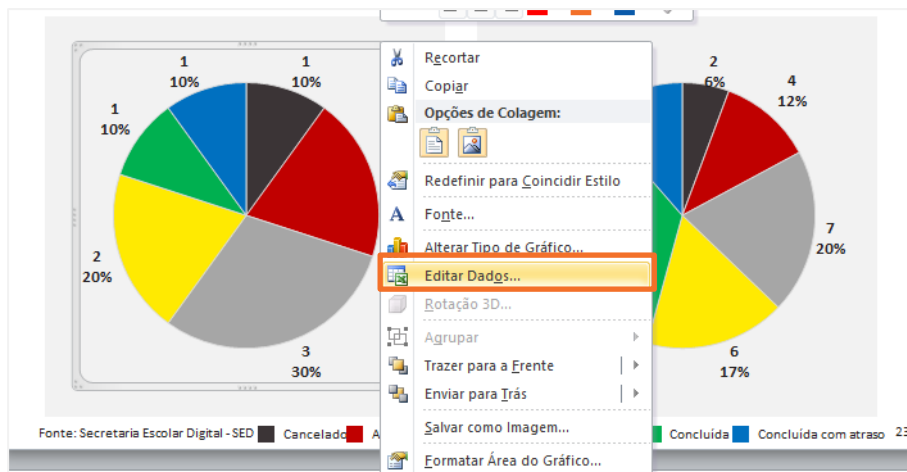 1
10%
1
10%
1
10%
2
20%
3
30%
Recortar
Copiar
Opções de Colagem:
Redefinir para Coincidir Estilo
Fonte...
Alterar Tipo de Gráfico...
Editar Dados...
Rotação 3D...
Agrupar
Trazer para a Frente
Enviar para Trás
Salvar como Imagem...
Formatar Área do Gráfico...
2
6%
4
12%
7
20%
6
17%
Fonte: Secretaria Escolar Digital - SED Cancelado A Concluída Concluída com atraso 23